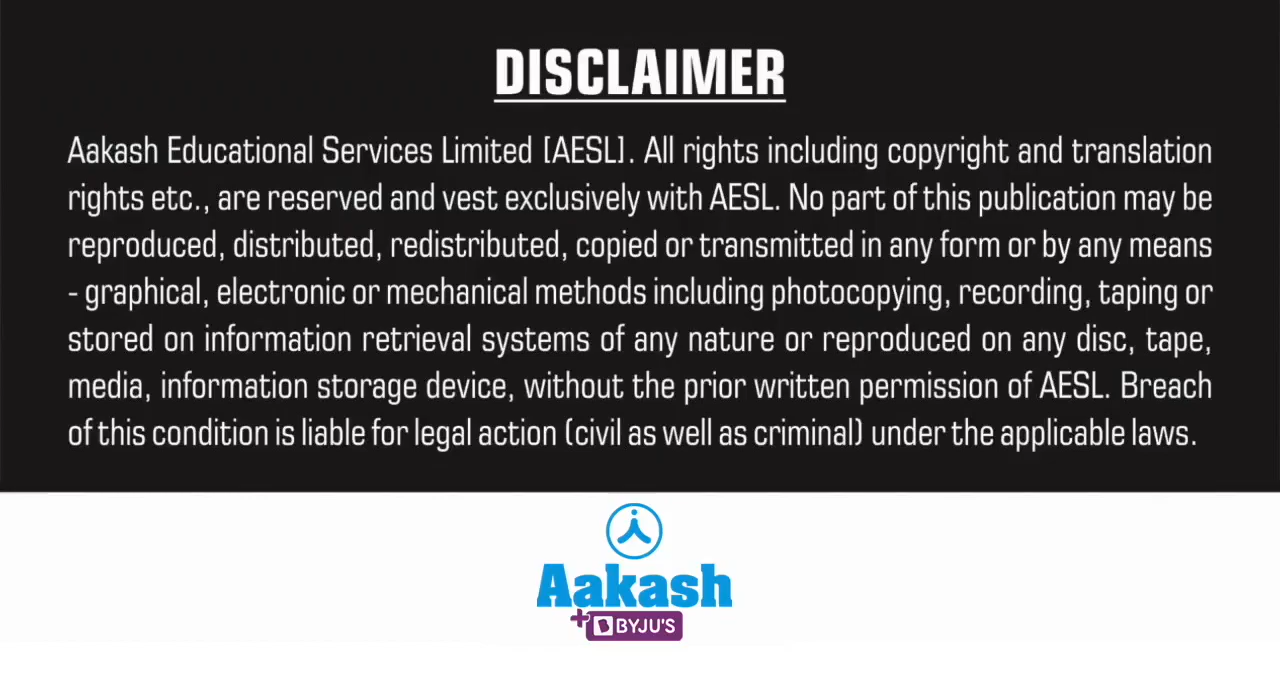 DISCLAIMER
Aakash Educational Services Limited [AESL]. All rights including copyright and translation
rights etc., are reserved and vest exclusively with AESL. No part of this publication may be
reproduced, distributed, redistributed, copied or transmitted in any form or by any means
- graphical, electronic or mechanical methods including photocopying, recording, taping or
stored on information retrieval systems of any nature or reproduced on any disc, tape,
media, information storage device, without the prior written permission of AESL. Breach
of this condition is liable for legal action (civil as well as criminal) under the applicable laws.
Aakash
+ BYJU'S